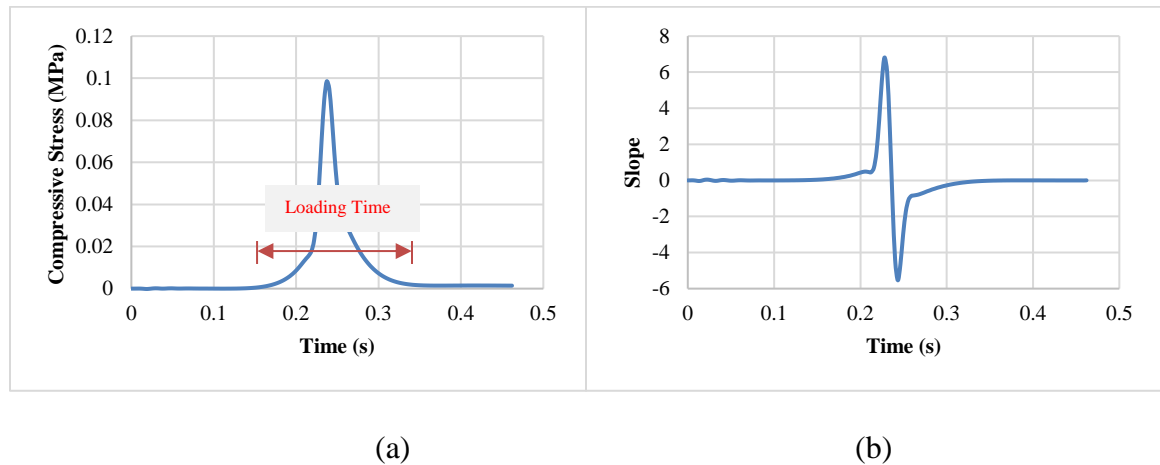 Compressive Stress (MPa)
0.12
0.1
0.08
0.06
0.04
0.02
0
Loading Time
0 0.1 0.2 0.3 0.4 0.5
Time (s)
Slope
8
6
4
2
0
-2
-4
-6
0 0.1 0.2 0.3 0.4 0.5
Time (s)
(a) (b)